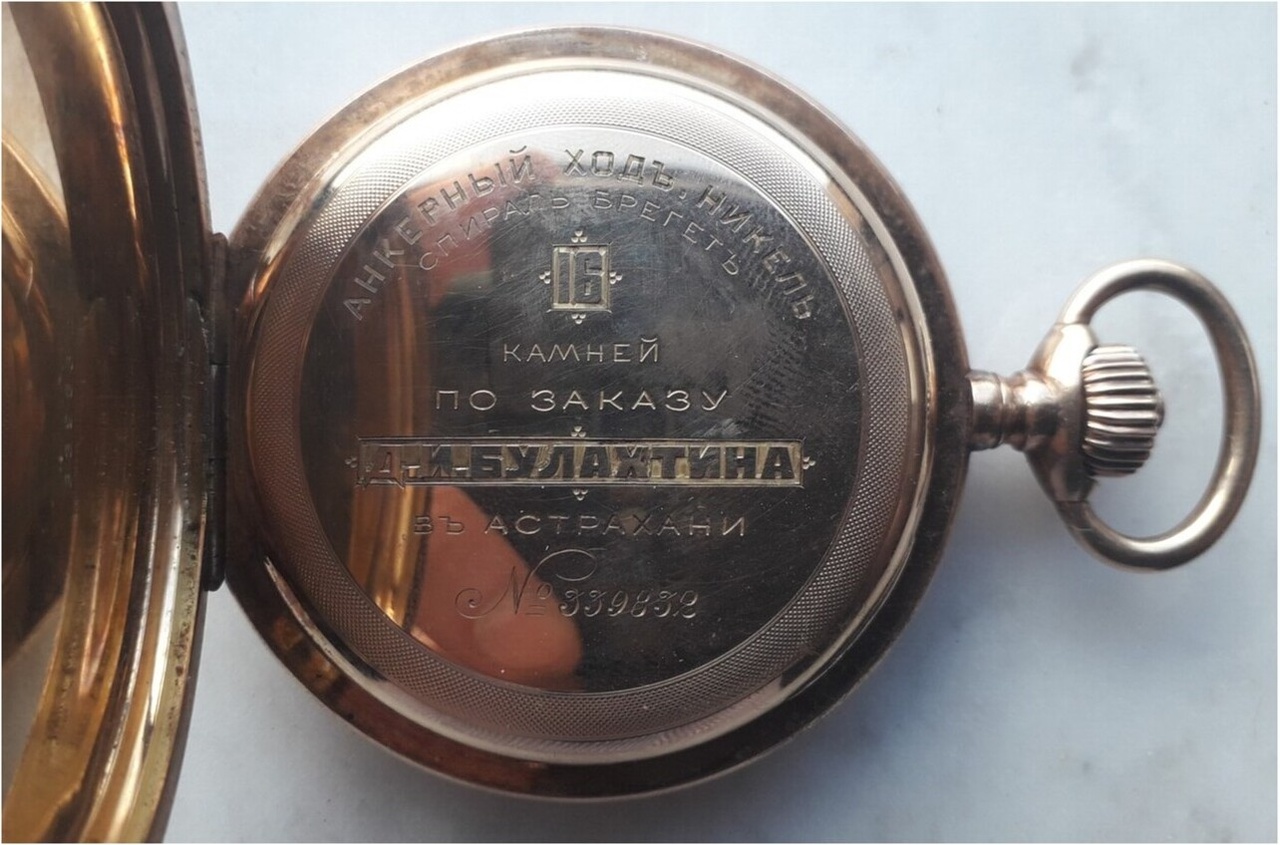 АНКЕРНЫЙ ХОДЪ, НИКЕЛЬ
СПИРАЛЬ БРЕГЕТЪ
16
КАМНЕЙ
ПО ЗАКАЗУ
Д-И-БУЛАХТИНА
ВЪ АСТРАХАНИ
№ 339832